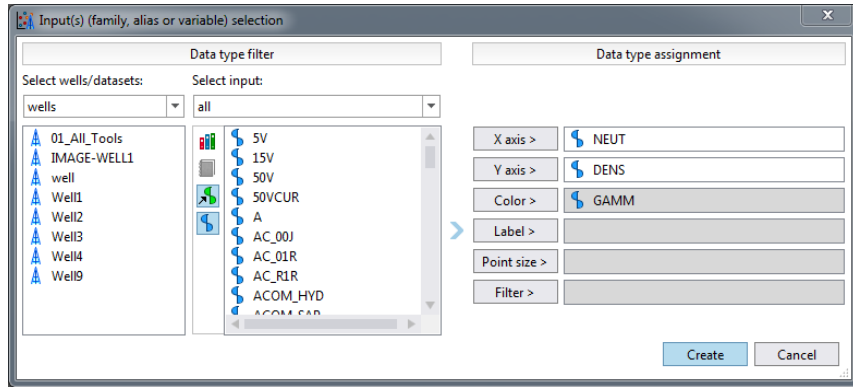 Input(s) (family, alias or variable) selection
Data type filter
Data type assignment
Select wells/datasets:
Select input:
wells
all
01_All_Tools
IMAGE-WELL1
well
Well1
Well2
Well3
Well4
Well9
5V
15V
50V
50VCUR
A
AC_00J
AC_01R
AC_R1R
ACOM_HYD
ACOM_SAP
X axis >
NEUT
Y axis >
DENS
Color >
GAMM
Label >
Point size >
Filter >
Create
Cancel